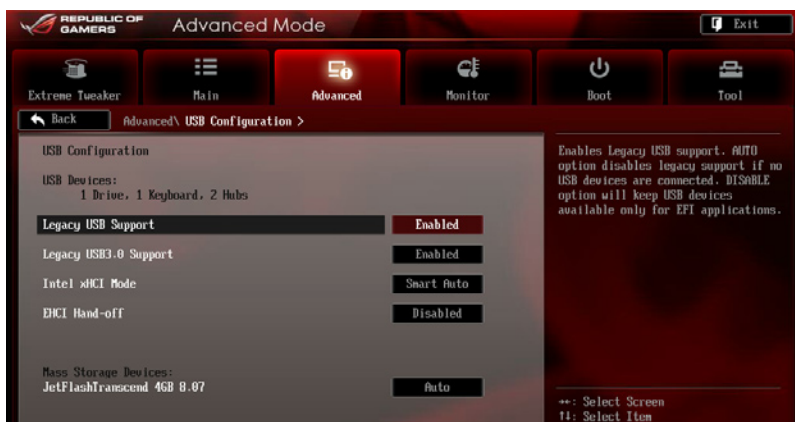 REPUBLIC OF
GAMERS
Advanced Mode
Exit
Extreme Tweaker
Main
Advanced
Monitor
Boot
Tool
Back
Advanced\ USB Configuration >
USB Configuration
USB Devices:
1 Drive, 1 Keyboard, 2 Hubs
Legacy USB Support
Enabled
Legacy USB3.0 Support
Enabled
Intel xHCI Mode
Smart Auto
EHCI Hand-off
Disabled
Mass Storage Devices:
JetFlashTranscend 4GB 8.07
Auto
Enables Legacy USB support. AUTO
option disables legacy support if no
USB devices are connected. DISABLE
option will keep USB devices
available only for EFI applications.
→←: Select Screen
↑↓: Select Item